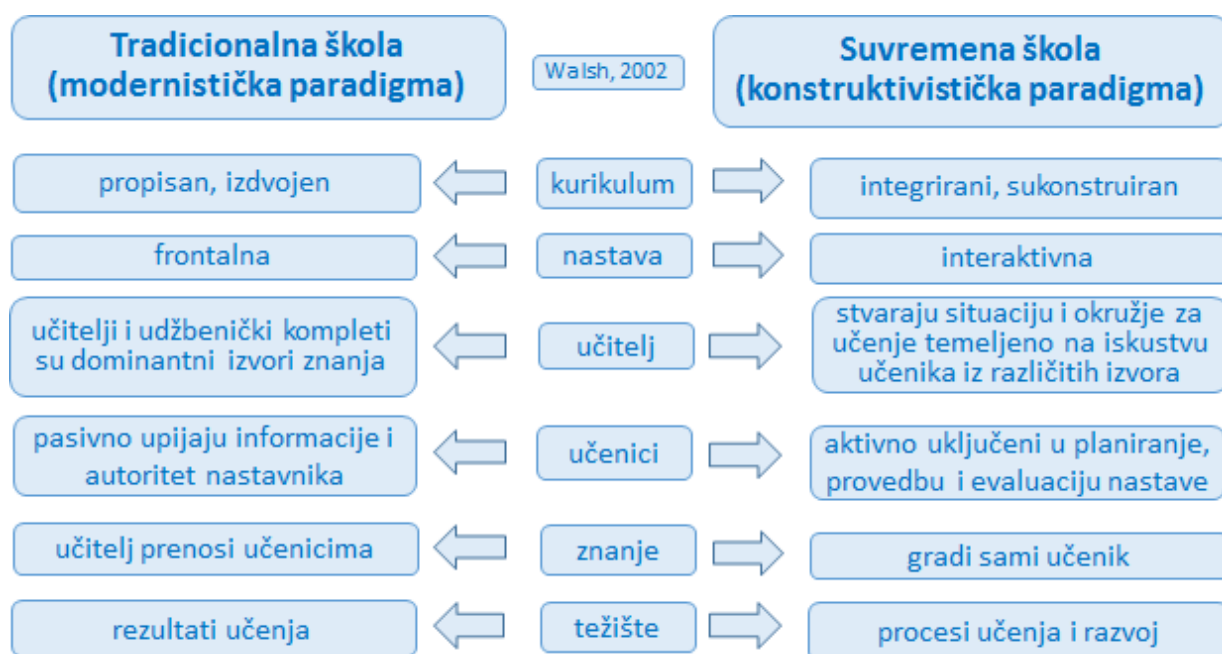 Tradicionalna škola
(modernistička paradigma)
Walsh, 2002
Suvremena škola
(konstruktivistička paradigma)
propisan, izdvojen
kurikulum
integrirani, sukonstruiran
frontalna
nastava
interaktivna
učitelji i udžbenički kompleti
su dominantni izvori znanja
učitelj
stvaraju situaciju i okružje za
učenje temeljeno na iskustvu
učenika iz različitih izvora
pasivno upijaju informacije i
autoritet nastavnika
učenici
aktivno uključeni u planiranje,
provedbu i evaluaciju nastave
učitelj prenosi učenicima
znanje
gradi sami učenik
rezultati učenja
težište
procesi učenja i razvoj